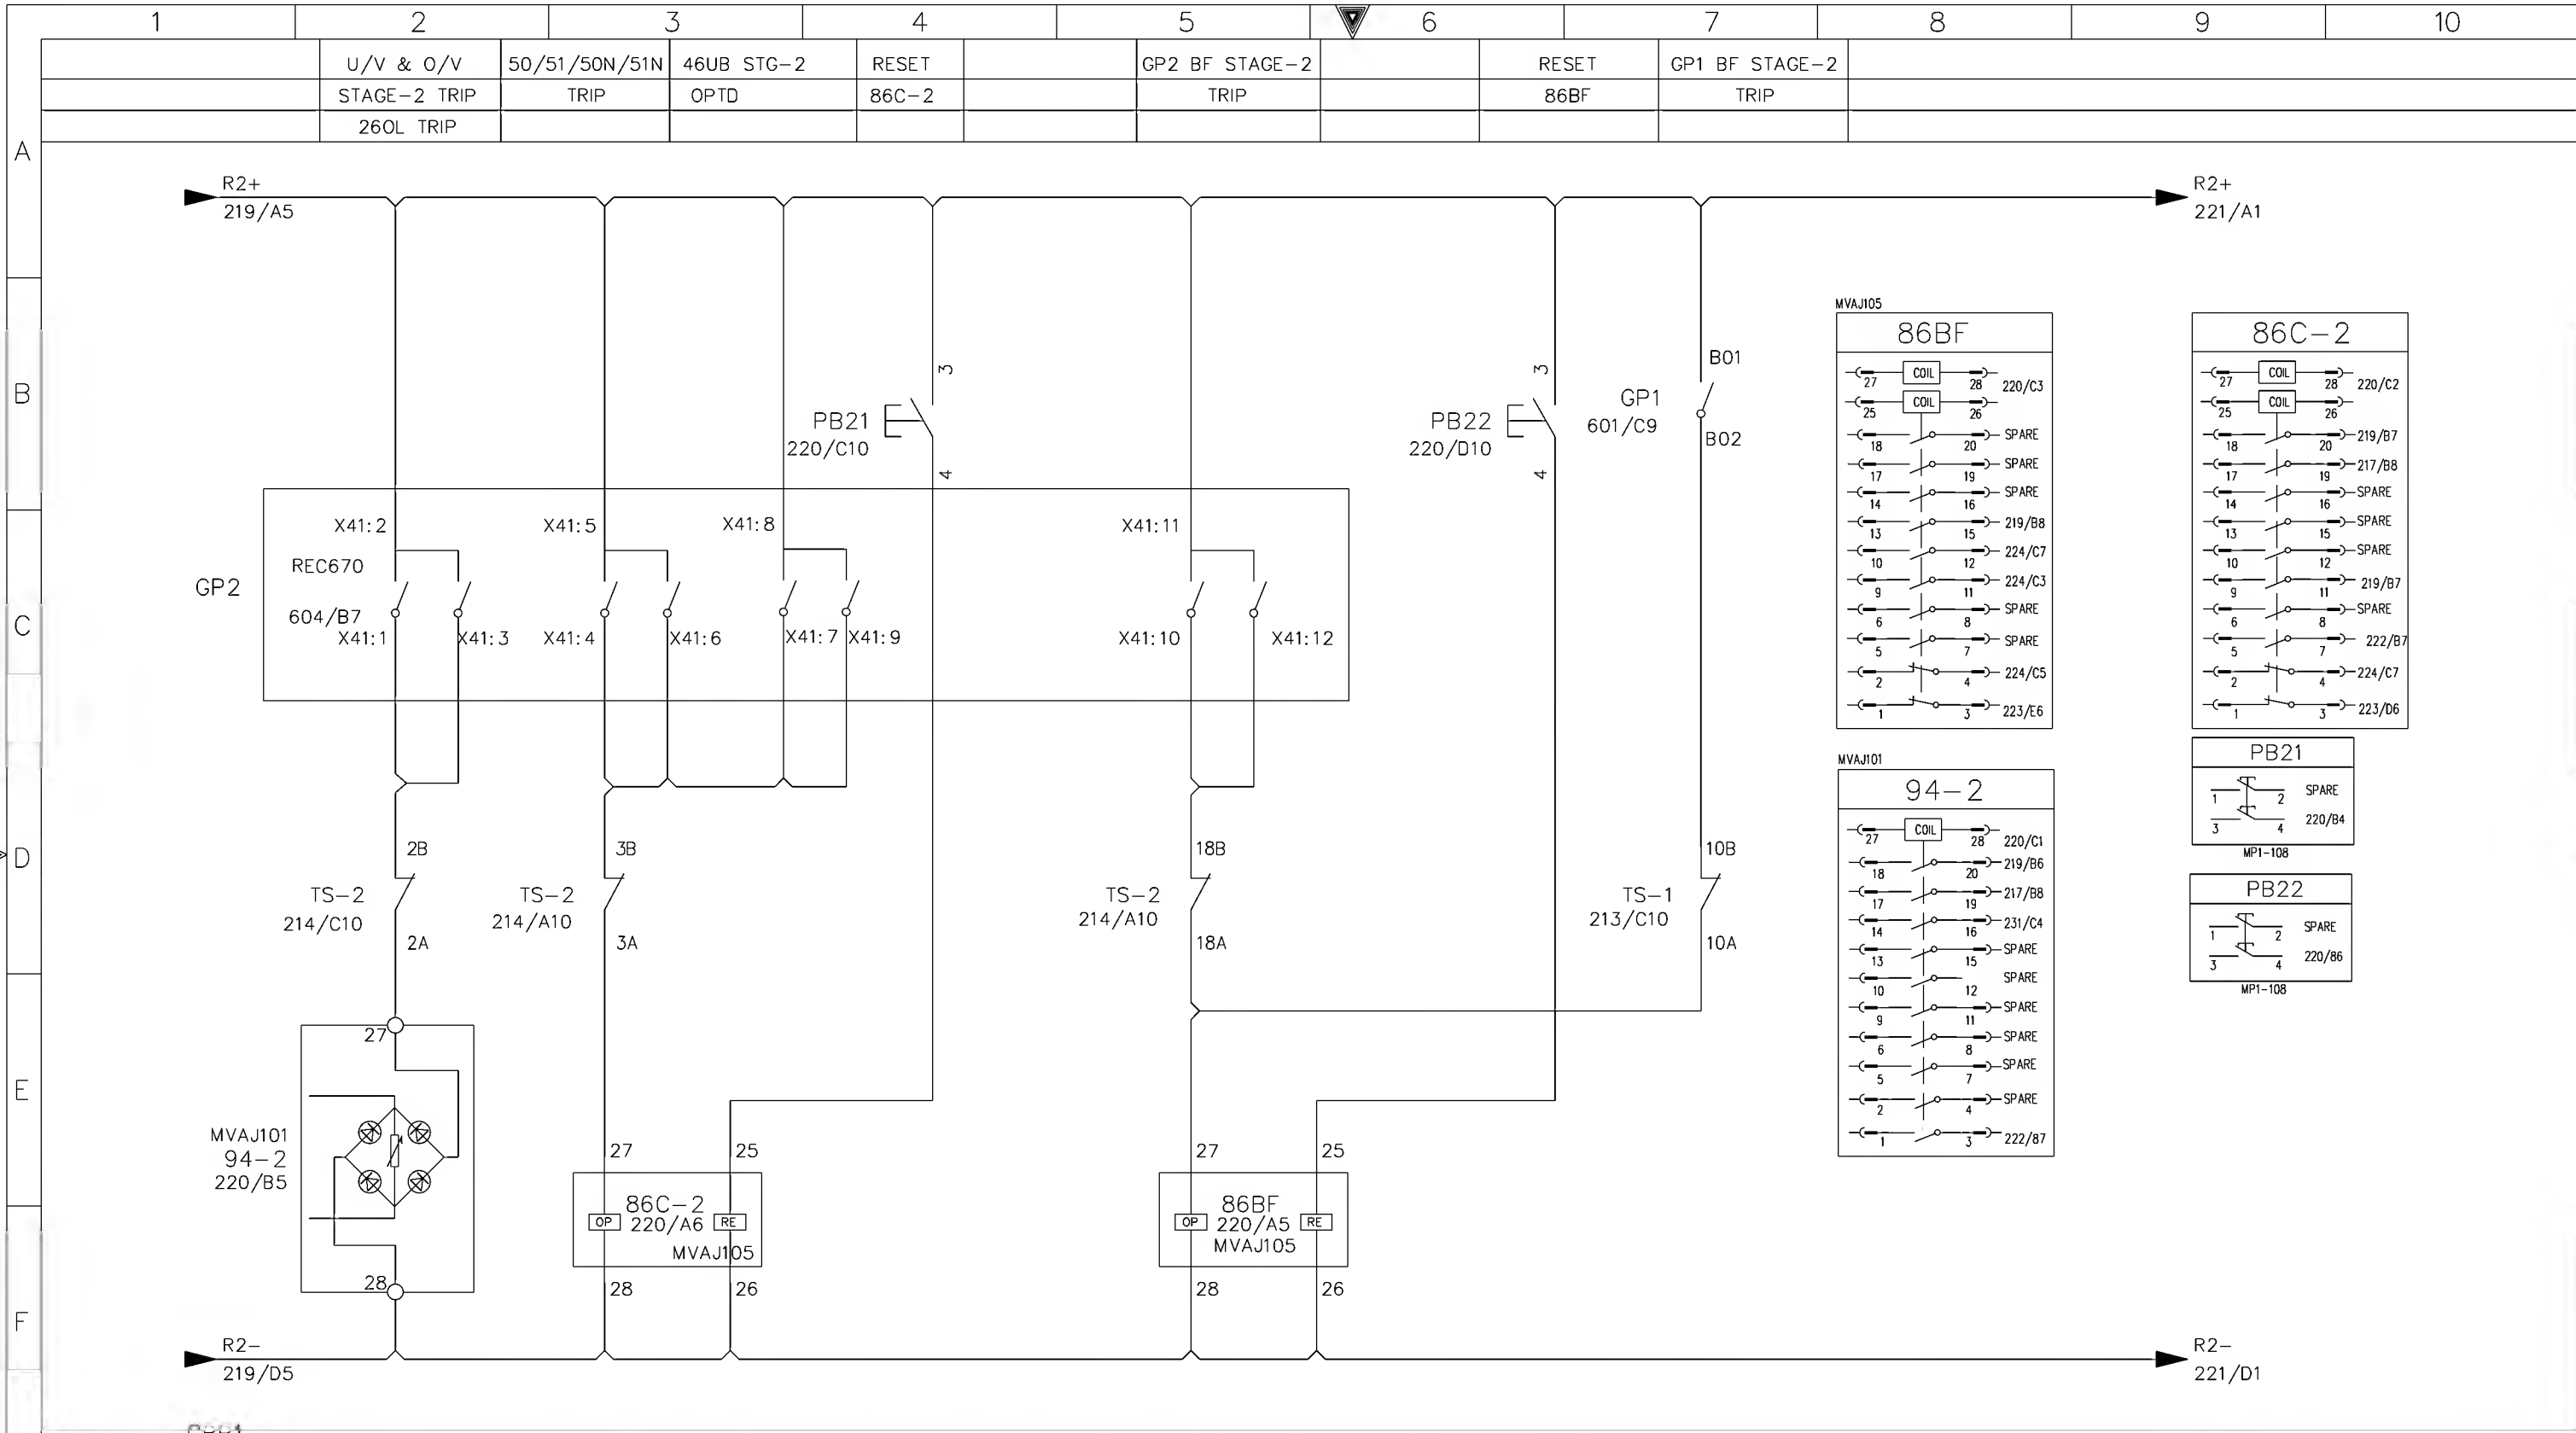 1 2 3 4 5 6 7 8 9 10
U/V & O/V 50/51/50N/51N 46UB STG-2 RESET GP2 BF STAGE-2 RESET GP1 BF STAGE-2
STAGE-2 TRIP TRIP OPTD 86C-2 TRIP 86BF TRIP
260L TRIP
A
R2+ R2+
219/A5 221/A1
B
3 3 B01
PB21 PB22 GP1
220/C10 220/D10 601/C9
B02
4 4
C
X41:2 X41:5 X41:8 X41:11
REC670
GP2
604/B7
X41:1 X41:3 X41:4 X41:6 X41:7 X41:9 X41:10 X41:12
D
2B 3B 18B 10B
TS-2 TS-2 TS-2 TS-1
214/C10 214/A10 214/A10 213/C10
2A 3A 18A 10A
E
27
MVAJ101
94-2
220/B5
28
27 25 27 25
86C-2 86BF
OP 220/A6 RE OP 220/A5 RE
MVAJ105 MVAJ105
28 26 28 26
F
R2- R2-
219/D5 221/D1
MVAJ105
86BF
27 COIL 28 220/C3
25 COIL 26
18 20 SPARE
17 19 SPARE
14 16 SPARE
13 15 219/B8
10 12 224/C7
9 11 224/C3
6 8 SPARE
5 7 SPARE
2 4 224/C5
1 3 223/E6
86C-2
27 COIL 28 220/C2
25 COIL 26
18 20 219/B7
17 19 217/B8
14 16 SPARE
13 15 SPARE
10 12 SPARE
9 11 219/B7
6 8 SPARE
5 7 222/B7
2 4 224/C7
1 3 223/D6
MVAJ101
94-2
27 COIL 28 220/C1
18 20 219/B6
17 19 217/B8
14 16 231/C4
13 15 SPARE
10 12 SPARE
9 11 SPARE
6 8 SPARE
5 7 SPARE
2 4 SPARE
1 3 222/87
PB21
1 2 SPARE
3 4 220/B4
MP1-108
PB22
1 2 SPARE
3 4 220/86
MP1-108